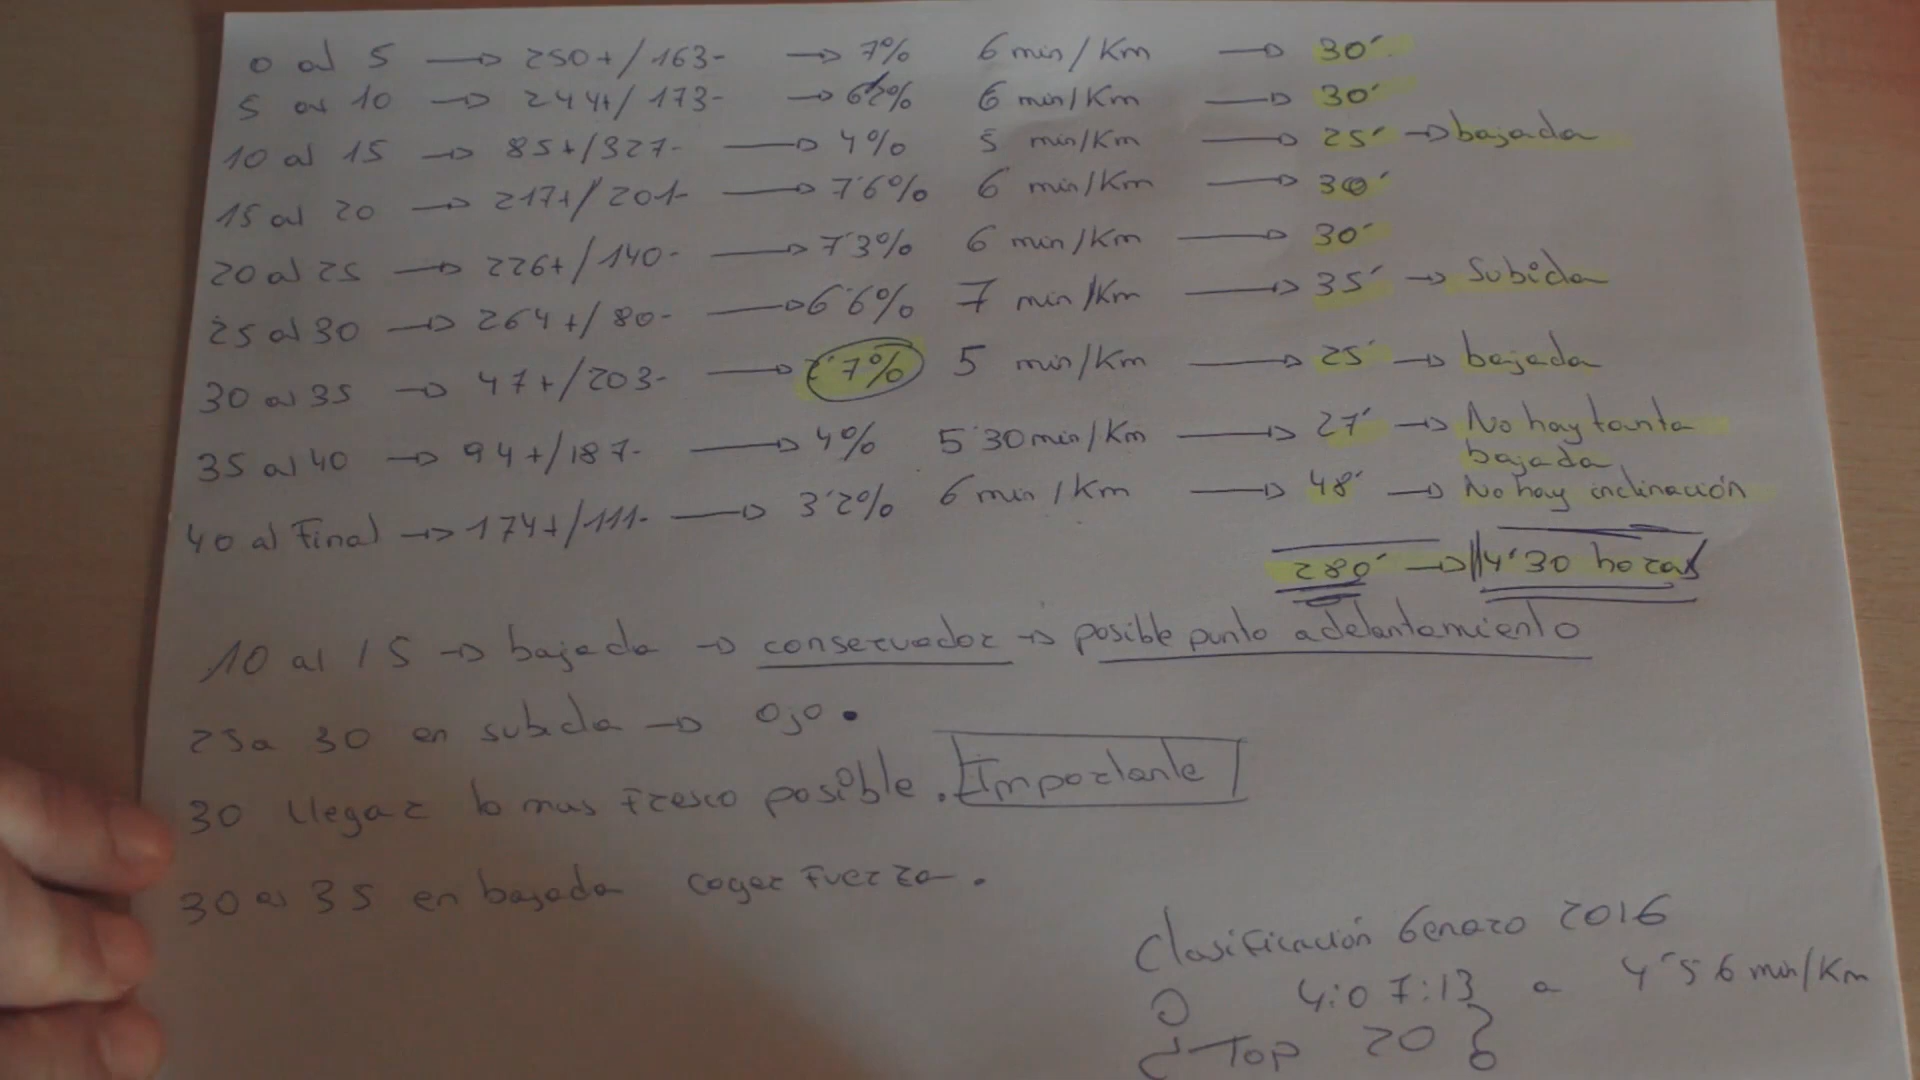 0 al 5 → 250+/163- → 7% 6 min/Km → 30´
5 al 10 → 244+/173- → 6'2% 6 min/Km → 30´
10 al 15 → 85+/327- → 4% 5 min/Km → 25´ → bajada
15 al 20 → 217+/201- → 7'6% 6 min/Km → 30´
20 al 25 → 226+/140- → 7'3% 6 min/Km → 30´
25 al 30 → 264+/80- → 6'6% 7 min/Km → 35´ → Subida
30 al 35 → 47+/203- → 2'7% 5 min/Km → 25´ → bajada
35 al 40 → 94+/187- → 4% 5'30 min/Km → 27´ → No hay tanta
bajada
40 al Final → 174+/111- → 3'2% 6 min/Km → 48´ → No hay inclinación
280´ → 4'30 horas
10 al 15 → bajada → conservador → posible punto adelantamiento
25 a 30 en subida → Ojo.
30 llegar lo mas fresco posible. Importante
30 al 35 en bajada coger fuerza.
Clasificación Genaro 2016
4:07:13 a 4´56 min/Km
Top 20